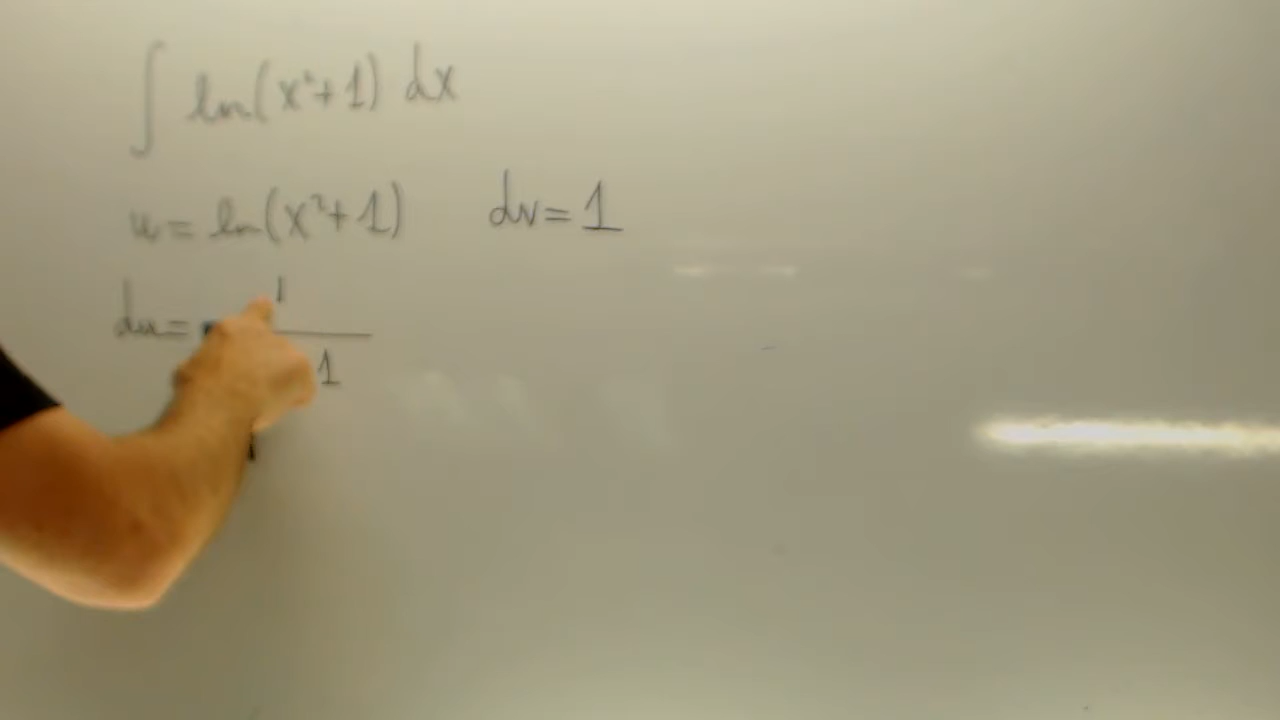 ∫ ln(x²+1) dx
u = ln(x²+1) dv = 1
du = 1
1